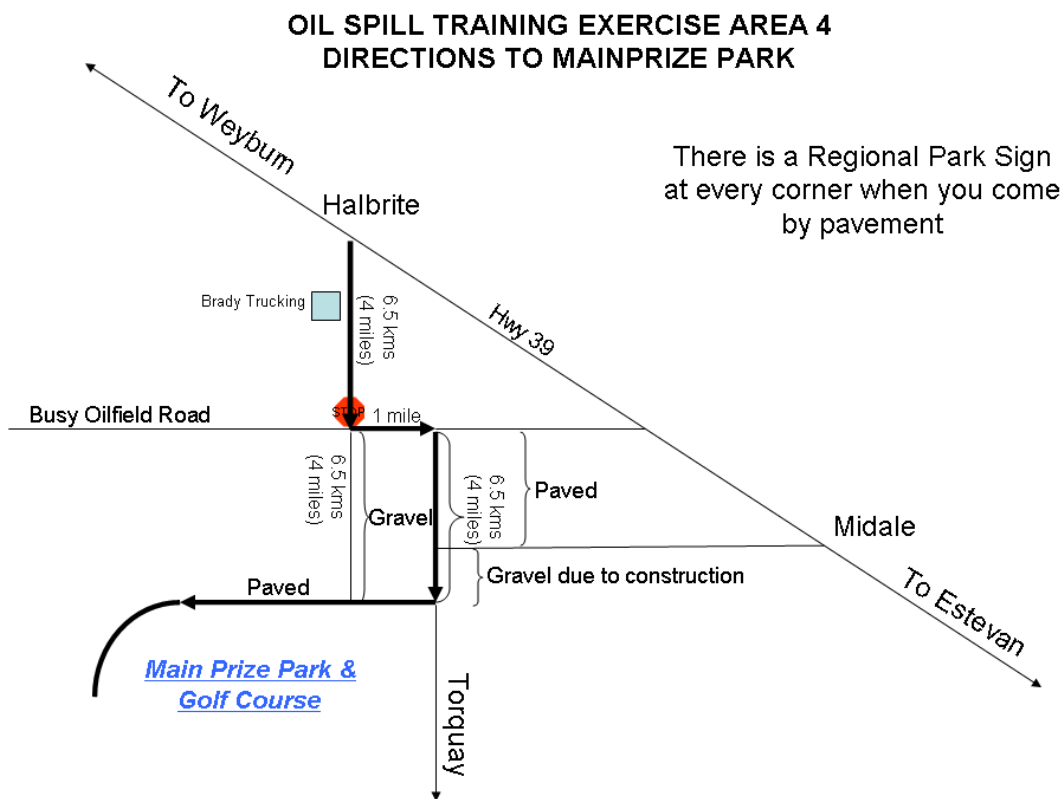 OIL SPILL TRAINING EXERCISE AREA 4
DIRECTIONS TO MAINPRIZE PARK
To Weyburn
There is a Regional Park Sign
at every corner when you come
by pavement
Halbrite
Brady Trucking
6.5 kms
(4 miles)
Hwy 39
Busy Oilfield Road
STOP
1 mile
6.5 kms
(4 miles)
Gravel
6.5 kms
(4 miles)
Paved
Midale
Gravel due to construction
Paved
To Estevan
Main Prize Park &
Golf Course
Torquay